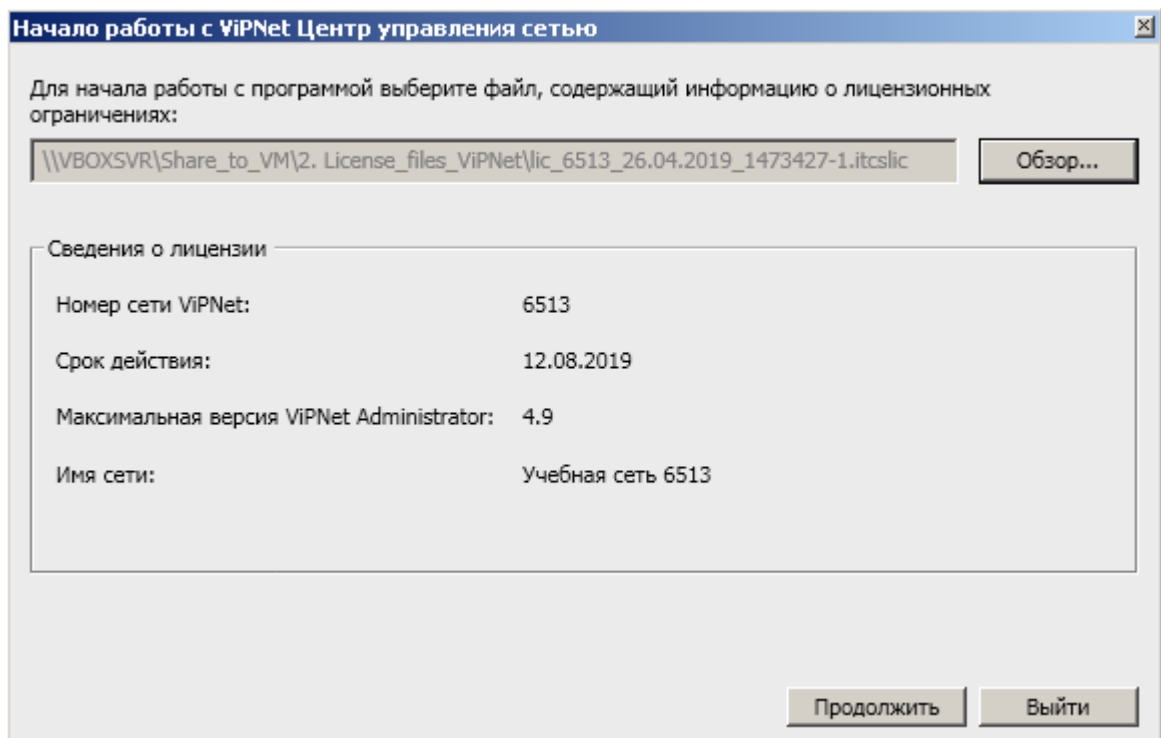 Начало работы с ViPNet Центр управления сетью
Для начала работы с программой выберите файл, содержащий информацию о лицензионных
ограничениях:
\\VBOXSVR\Share_to_VM\2. License_files_ViPNet\lic_6513_26.04.2019_1473427-1.itcslic
Обзор...
Сведения о лицензии
Номер сети ViPNet: 6513
Срок действия: 12.08.2019
Максимальная версия ViPNet Administrator: 4.9
Имя сети: Учебная сеть 6513
Продолжить Выйти